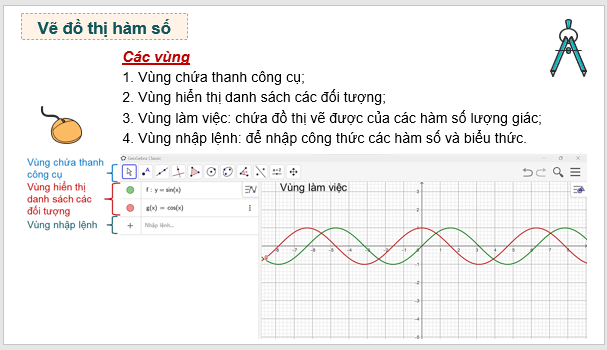 Vẽ đồ thị hàm số
Các vùng
1. Vùng chứa thanh công cụ;
2. Vùng hiển thị danh sách các đối tượng;
3. Vùng làm việc: chứa đồ thị vẽ được của các hàm số lượng giác;
4. Vùng nhập lệnh: để nhập công thức các hàm số và biểu thức.
Vùng chứa thanh
công cụ
Vùng hiển thị
danh sách các
đối tượng
Vùng nhập lệnh
GeoGebra Classic
f : y = sin(x)
g(x) = cos(x)
Nhập lệnh...
Vùng làm việc